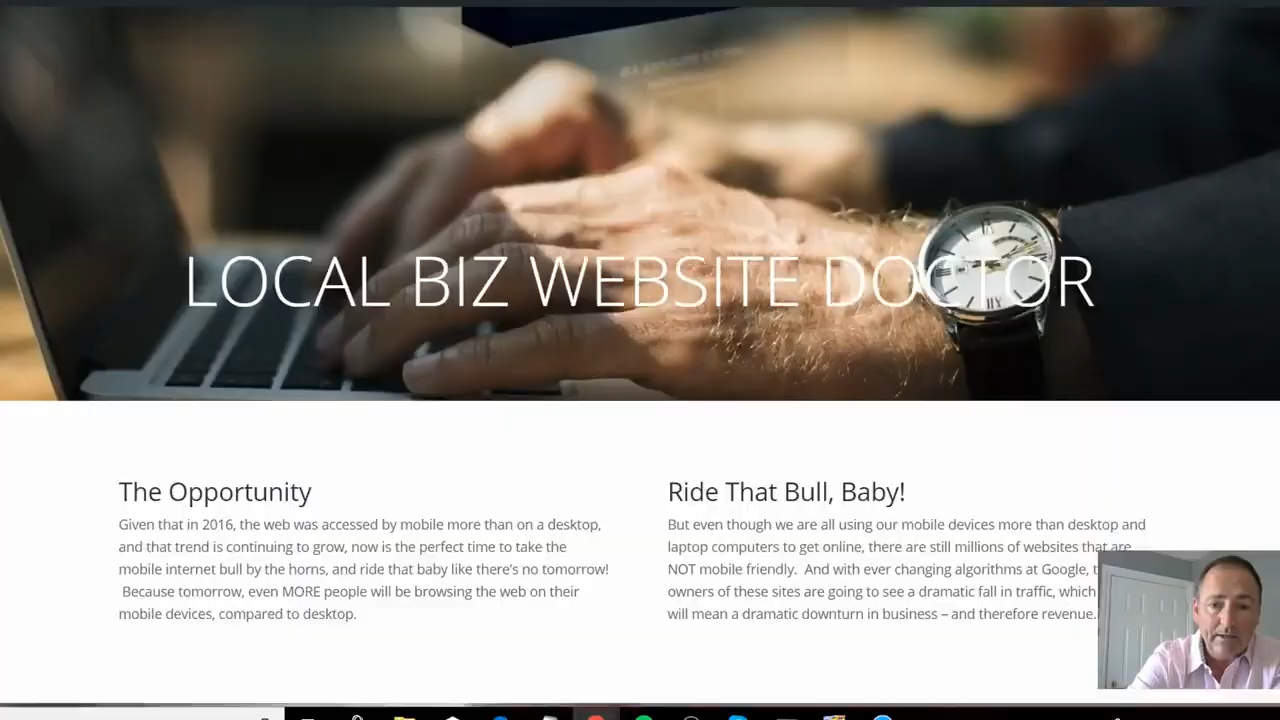 LOCAL BIZ WEBSITE DOCTOR
The Opportunity
Given that in 2016, the web was accessed by mobile more than on a desktop,
and that trend is continuing to grow, now is the perfect time to take the
mobile internet bull by the horns, and ride that baby like there's no tomorrow!
Because tomorrow, even MORE people will be browsing the web on their
mobile devices, compared to desktop.
Ride That Bull, Baby!
But even though we are all using our mobile devices more than desktop and
laptop computers to get online, there are still millions of websites that are
NOT mobile friendly. And with ever changing algorithms at Google,
owners of these sites are going to see a dramatic fall in traffic, which
will mean a dramatic downturn in business – and therefore revenue.